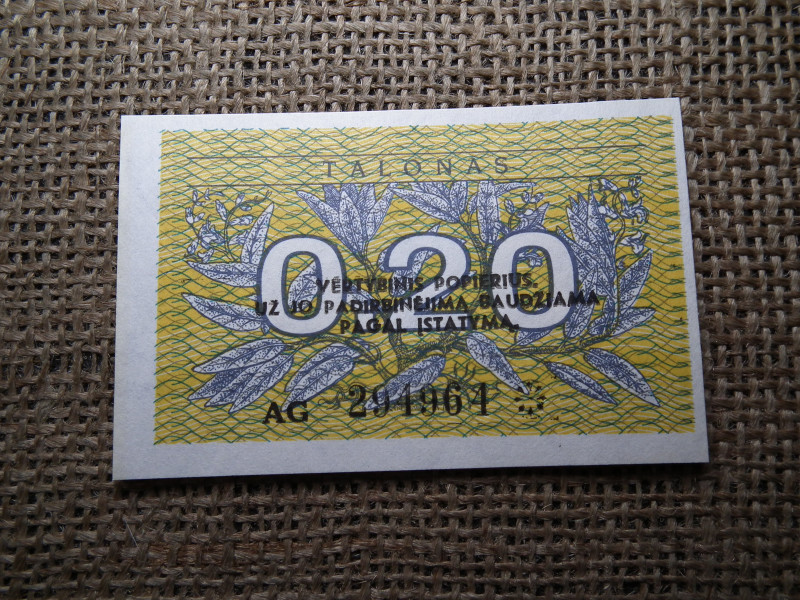 TALONAS
0.20
VERTYBINIS POPIERIUS.
UŽ JO PADIRBINĖJIMĄ BAUDŽIAMA
PAGAL ĮSTATYMĄ.
AG 294964